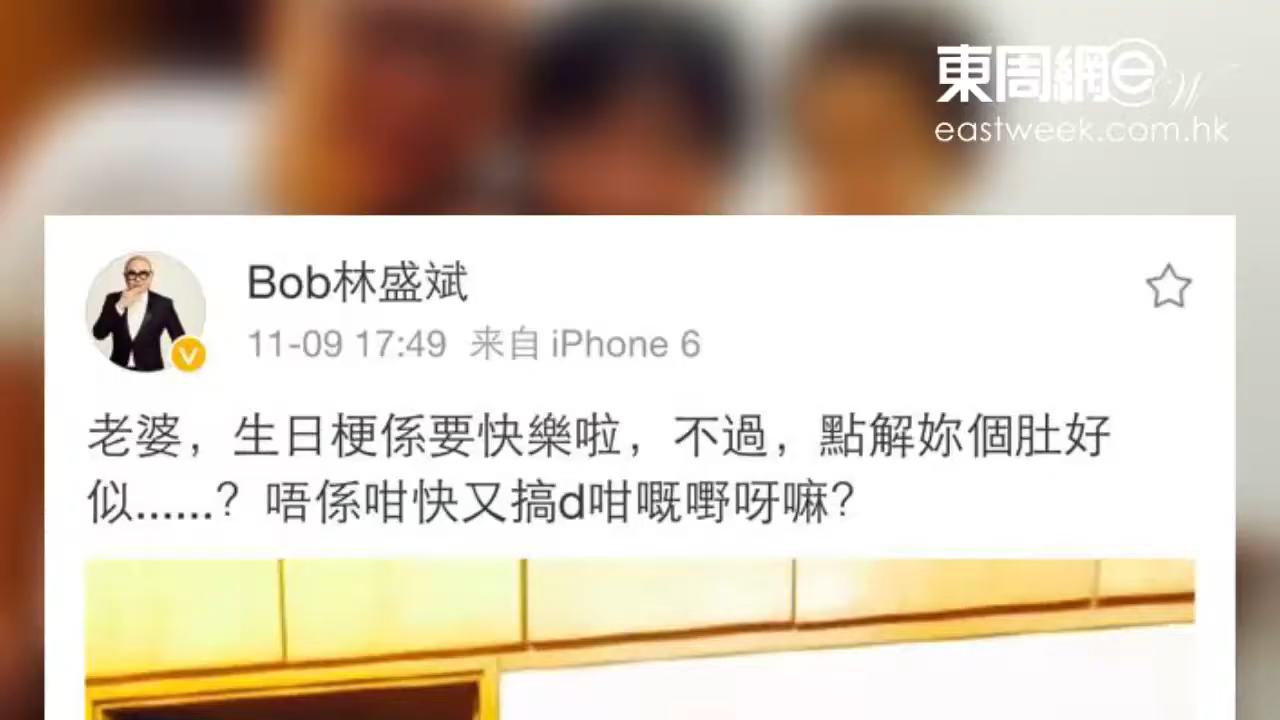 東周網e
eastweek.com.hk
Bob林盛斌
11-09 17:49 来自 iPhone 6
老婆，生日梗係要快樂啦，不過，點解妳個肚好
似......？唔係咁快又搞d咁嘅嘢呀嘛？